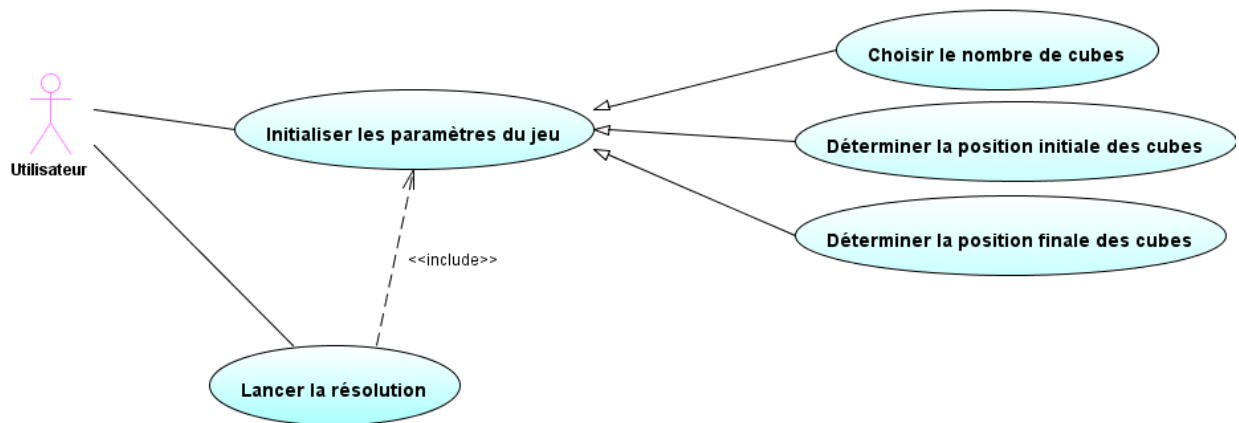 Choisir le nombre de cubes
Initialiser les paramètres du jeu
Déterminer la position initiale des cubes
Utilisateur
Déterminer la position finale des cubes
<<include>>
Lancer la résolution